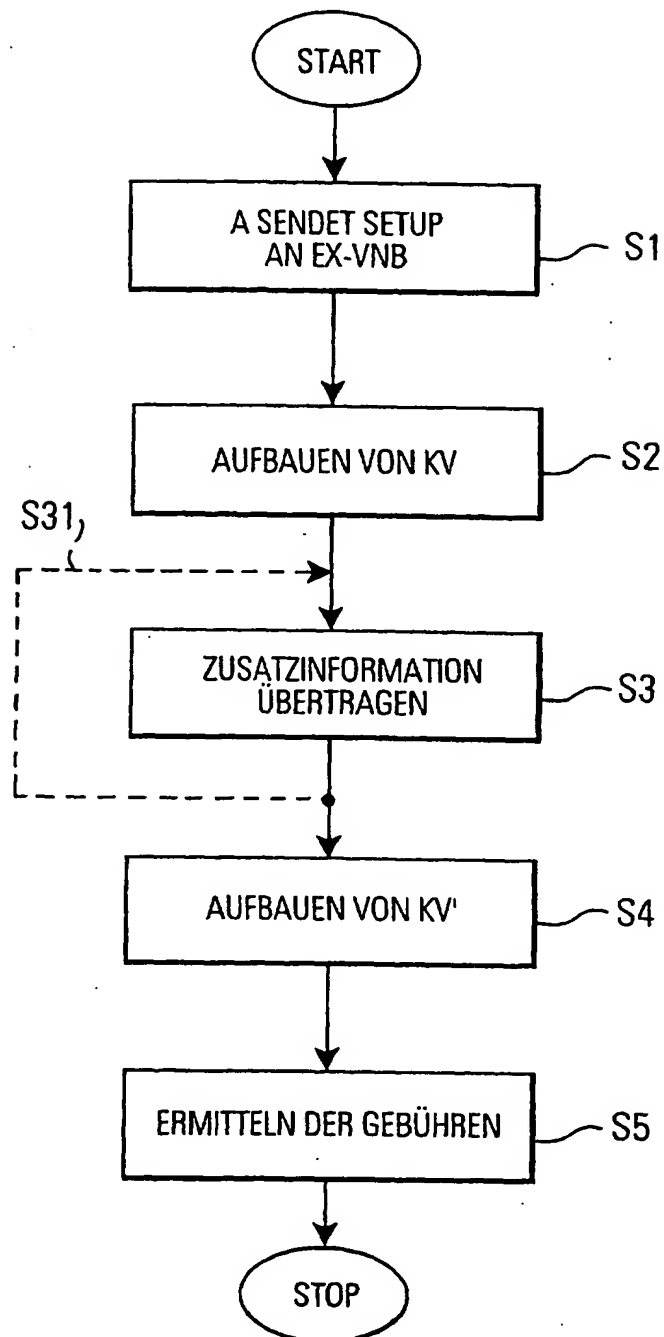 START
A SENDET SETUP
AN EX-VNB
S1
AUFBAUEN VON KV
S2
S31
ZUSATZINFORMATION
ÜBERTRAGEN
S3
AUFBAUEN VON KV'
S4
ERMITTELN DER GEBÜHREN
S5
STOP